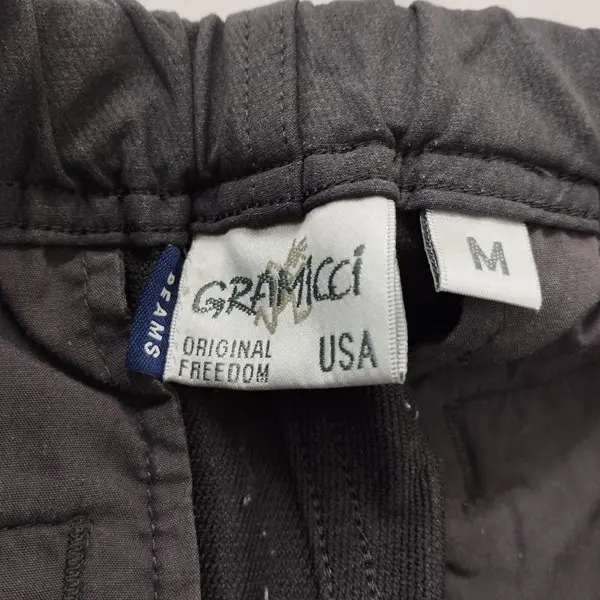 BEAMS
GRAMICCI
ORIGINAL
FREEDOM
USA
M